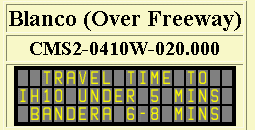 Blanco (Over Freeway)
CMS2-0410W-020.000
TRAVEL TIME TO
IH10 UNDER 5 MINS
BANDERA 6-8 MINS